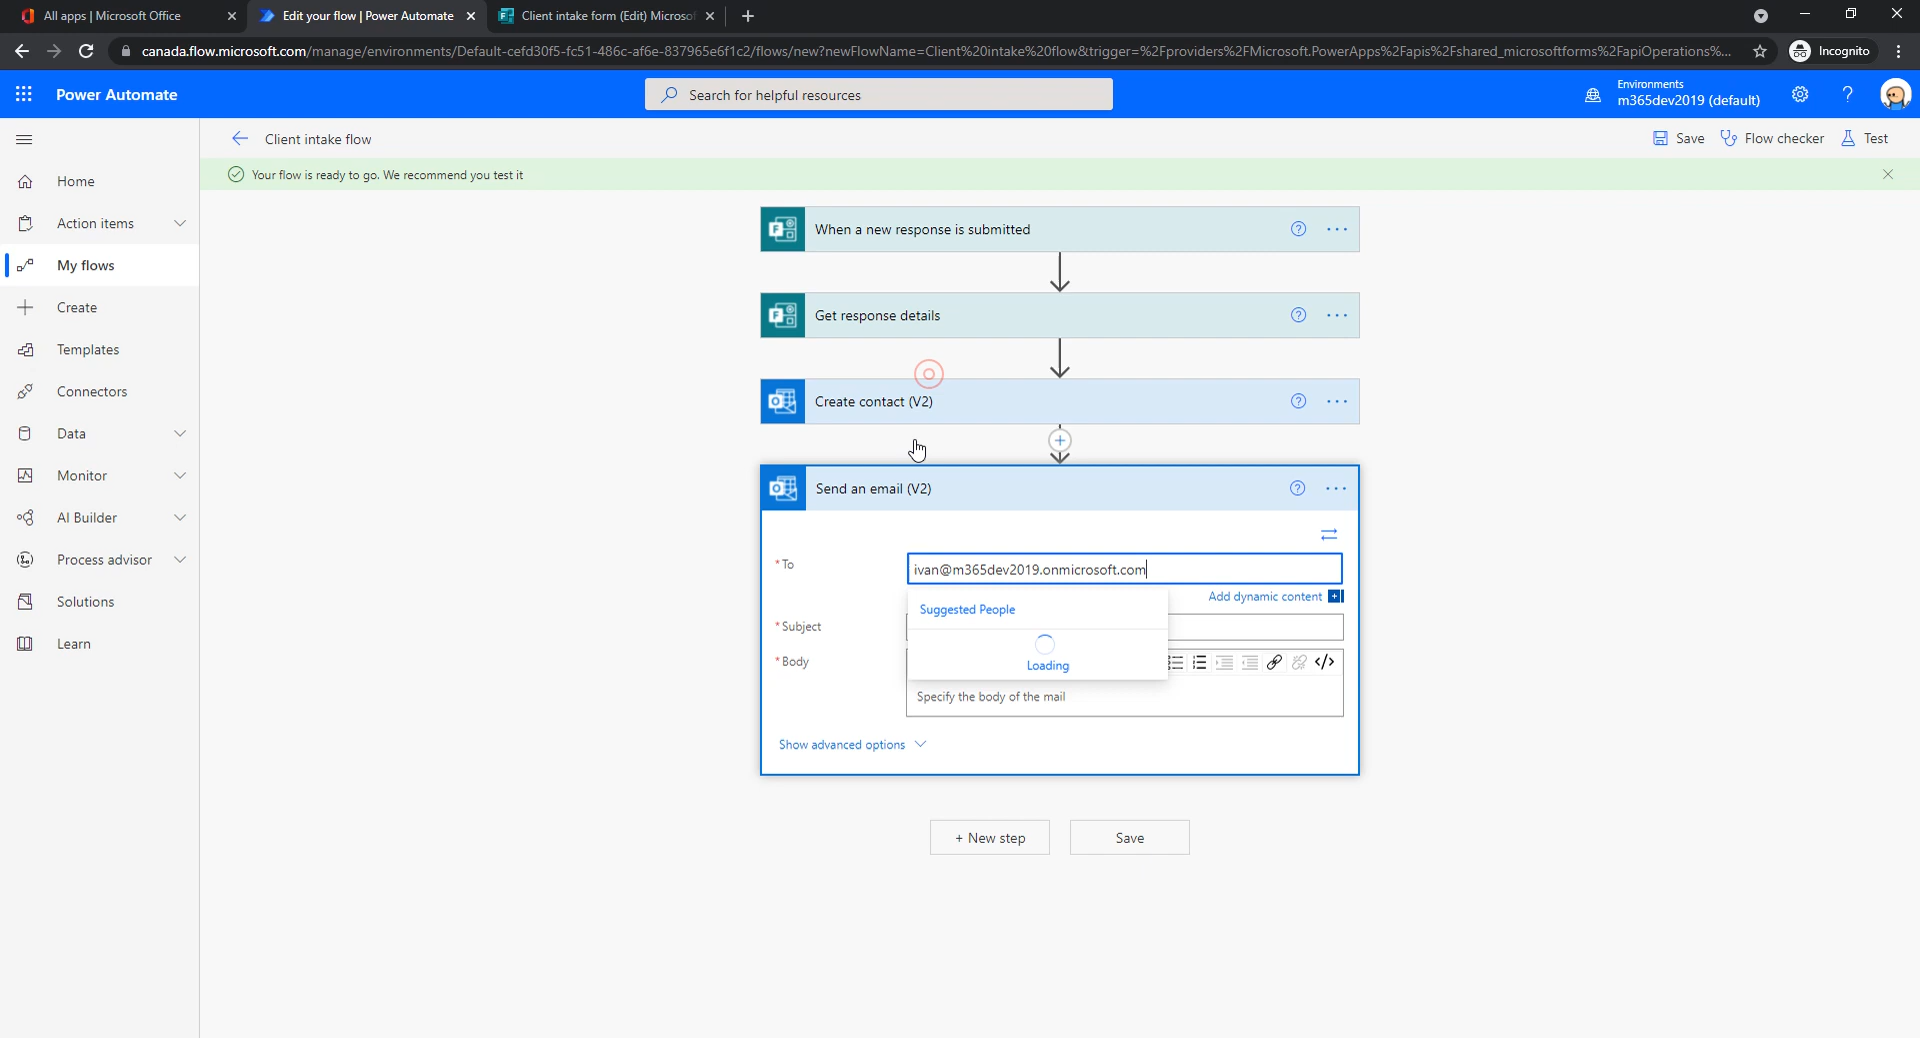 All apps | Microsoft Office
Edit your flow | Power Automate
Client intake form (Edit) Microsof
canada.flow.microsoft.com/manage/environments/Default-cefd30f5-fc51-486c-af6e-837965e6f1c2/flows/new?newFlowName=Client%20intake%20flow&trigger=%2Fproviders%2FMicrosoft.PowerApps%2Fapis%2Fshared_microsoftforms%2FapiOperations%...
Incognito
Power Automate
Search for helpful resources
Environments
m365dev2019 (default)
Client intake flow
Save
Flow checker
Test
Your flow is ready to go. We recommend you test it
Home
Action items
My flows
Create
Templates
Connectors
Data
Monitor
AI Builder
Process advisor
Solutions
Learn
When a new response is submitted
Get response details
Create contact (V2)
Send an email (V2)
* To
ivan@m365dev2019.onmicrosoft.com
Add dynamic content
Suggested People
* Subject
Loading
* Body
Specify the body of the mail
Show advanced options
+ New step
Save